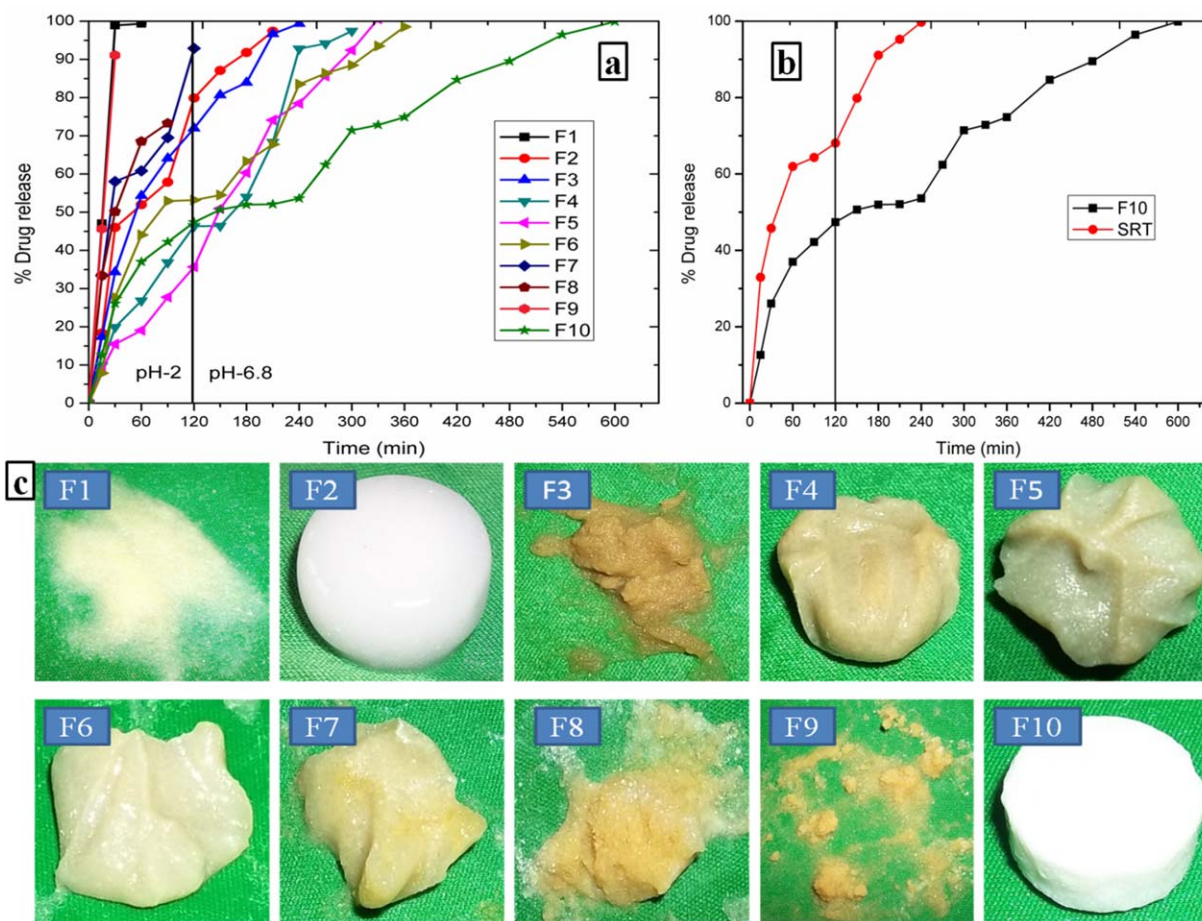 100
90
80
70
60
50
40
30
20
10
0
% Drug release
a
F1
F2
F3
F4
F5
F6
F7
F8
F9
F10
pH-2
pH-6.8
0 60 120 180 240 300 360 420 480 540 600
Time (min)
100
80
60
40
20
0
% Drug release
b
F10
SRT
0 60 120 180 240 300 360 420 480 540 600
Time (min)
c
F1 F2 F3 F4 F5
F6 F7 F8 F9 F10